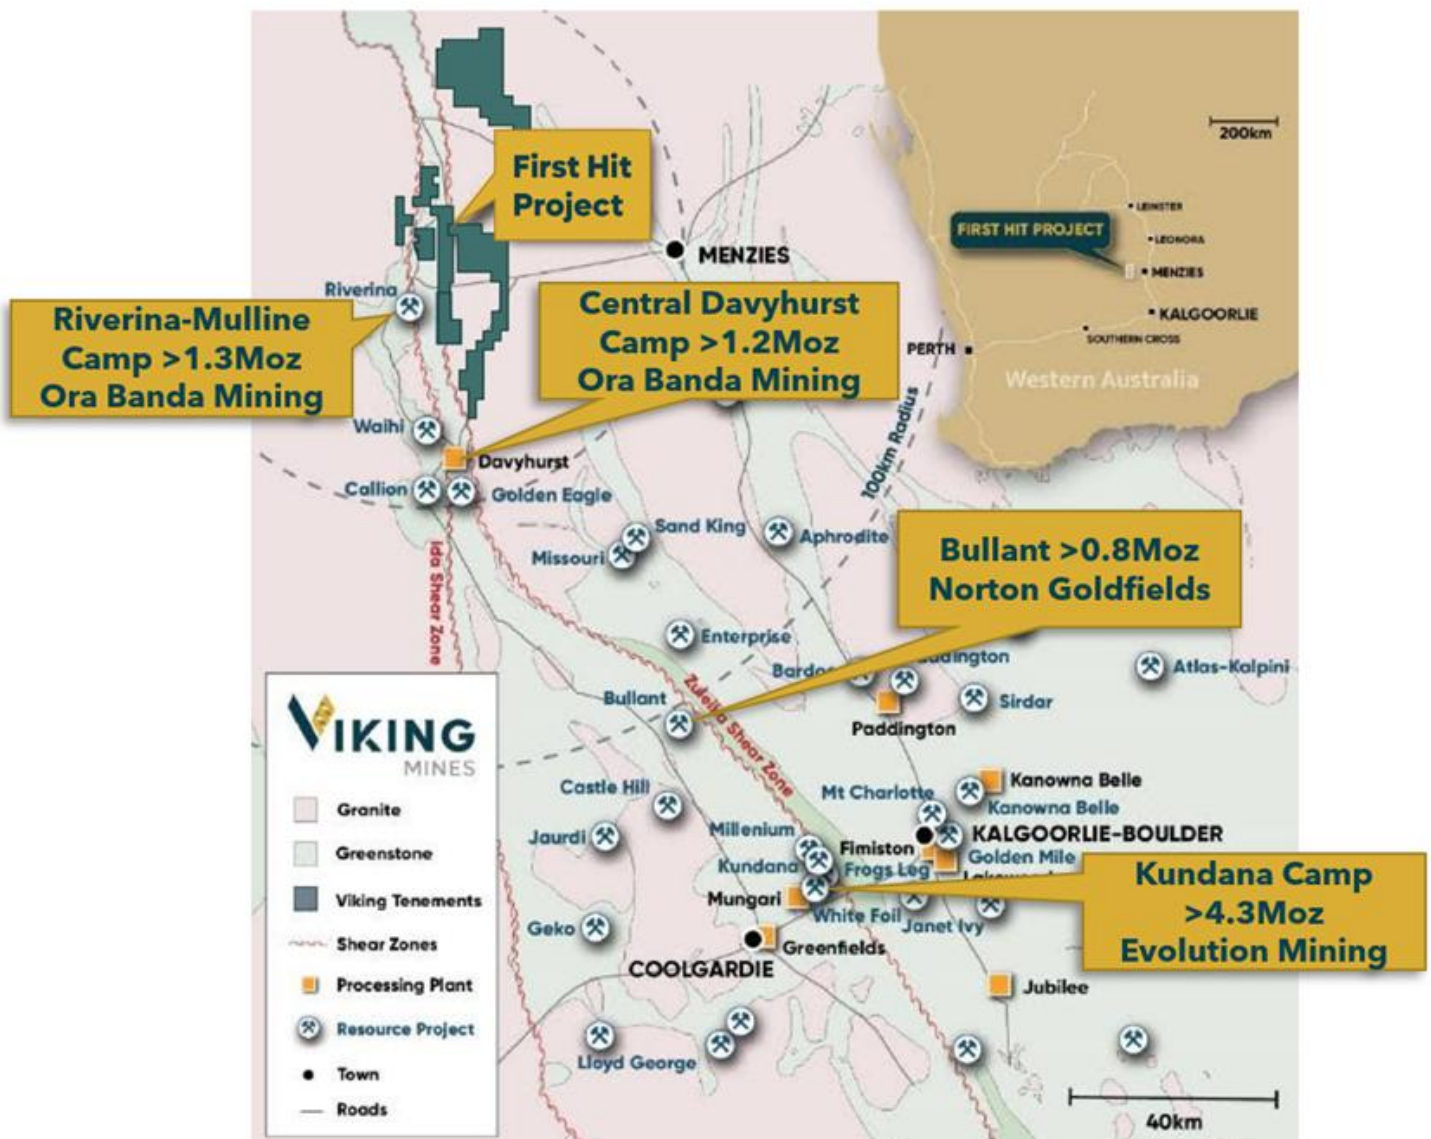 First Hit
Project
MENZIES
Riverina
Riverina-Mulline
Camp >1.3Moz
Ora Banda Mining
Central Davyhurst
Camp >1.2Moz
Ora Banda Mining
200km
LEINSTER
LEONORA
FIRST HIT PROJECT
MENZIES
KALGOORLIE
SOUTHERN CROSS
PERTH
Western Australia
100km Radius
Waihi
Davyhurst
Callion
Golden Eagle
Sand King
Missouri
Aphrodite
Ida Shear Zone
Bullant >0.8Moz
Norton Goldfields
Enterprise
Atlas-Kalpini
Bullant
Zuleika Shear Zone
Sirdar
Paddington
Castle Hill
Mt Charlotte
Kanowna Belle
Kanowna Belle
Jaurdi
Millenium
Fimiston
KALGOORLIE-BOULDER
Golden Mile
Kundana
Frogs Leg
Mungari
White Foil
Janet Ivy
Kundana Camp
>4.3Moz
Evolution Mining
Geko
Greenfields
COOLGARDIE
Jubilee
Lloyd George
40km
VIKING
MINES
Granite
Greenstone
Viking Tenements
Shear Zones
Processing Plant
Resource Project
Town
Roads